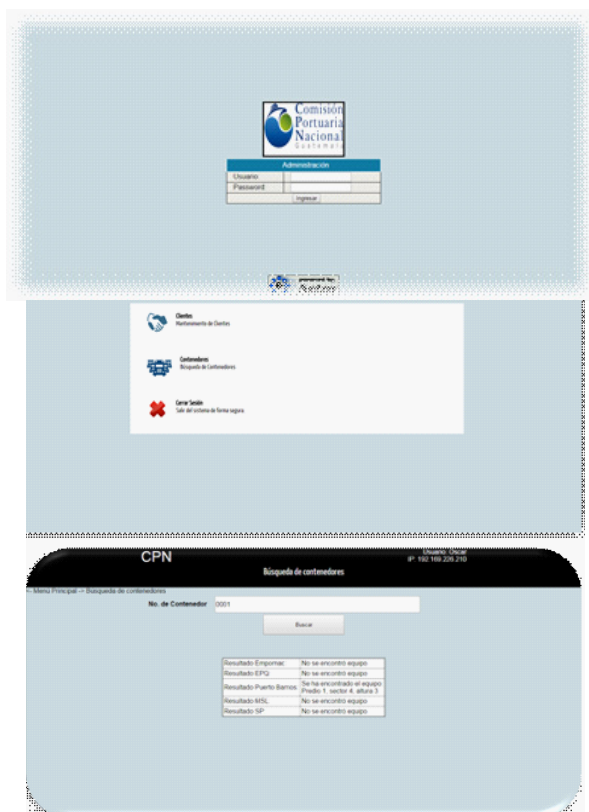 Comisión
Portuaria
Nacional
Guatemala
Administración
Usuario
Password
Ingresar
powered by:
Clientes
Mantenimiento de Clientes
Contenedores
Búsqueda de Contenedores
Cerrar Sesión
Salir del sistema de forma segura
CPN
Usuario: Oscar
IP: 192.169.226.210
Búsqueda de contenedores
<- Menú Principal --> Búsqueda de contenedores
No. de Contenedor 0001
Buscar
Resultado Empornac No se encontró equipo
Resultado EPQ No se encontró equipo
Resultado Puerto Barrios Se ha encontrado el equipo
Predio 1, sector 4, altura 3
Resultado MSL No se encontró equipo
Resultado SP No se encontró equipo